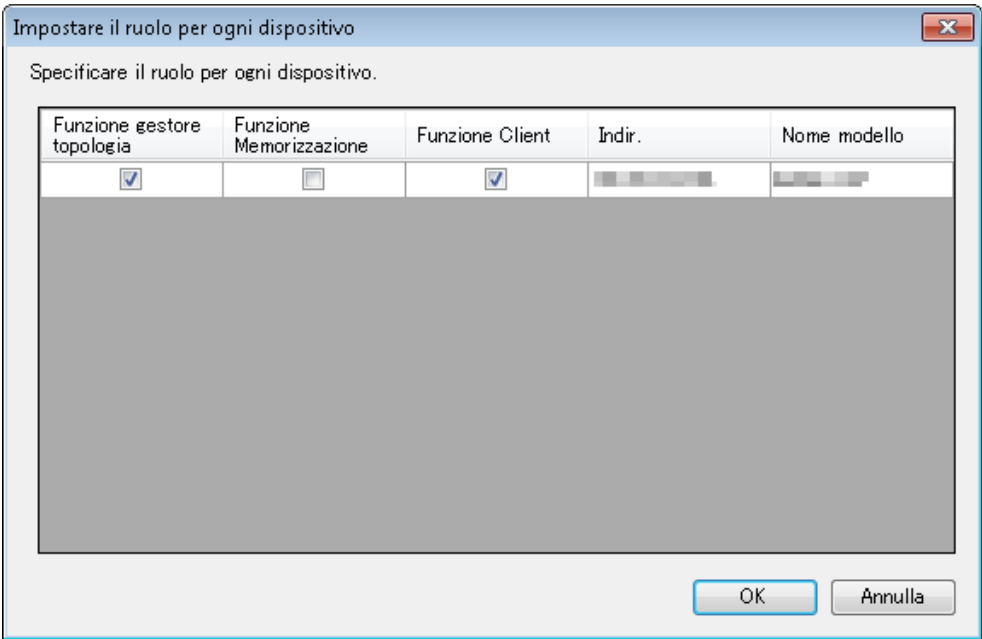 Impostare il ruolo per ogni dispositivo
Specificare il ruolo per ogni dispositivo.
Funzione gestore
topologia
Funzione
Memorizzazione
Funzione Client
Indir.
Nome modello
OK
Annulla